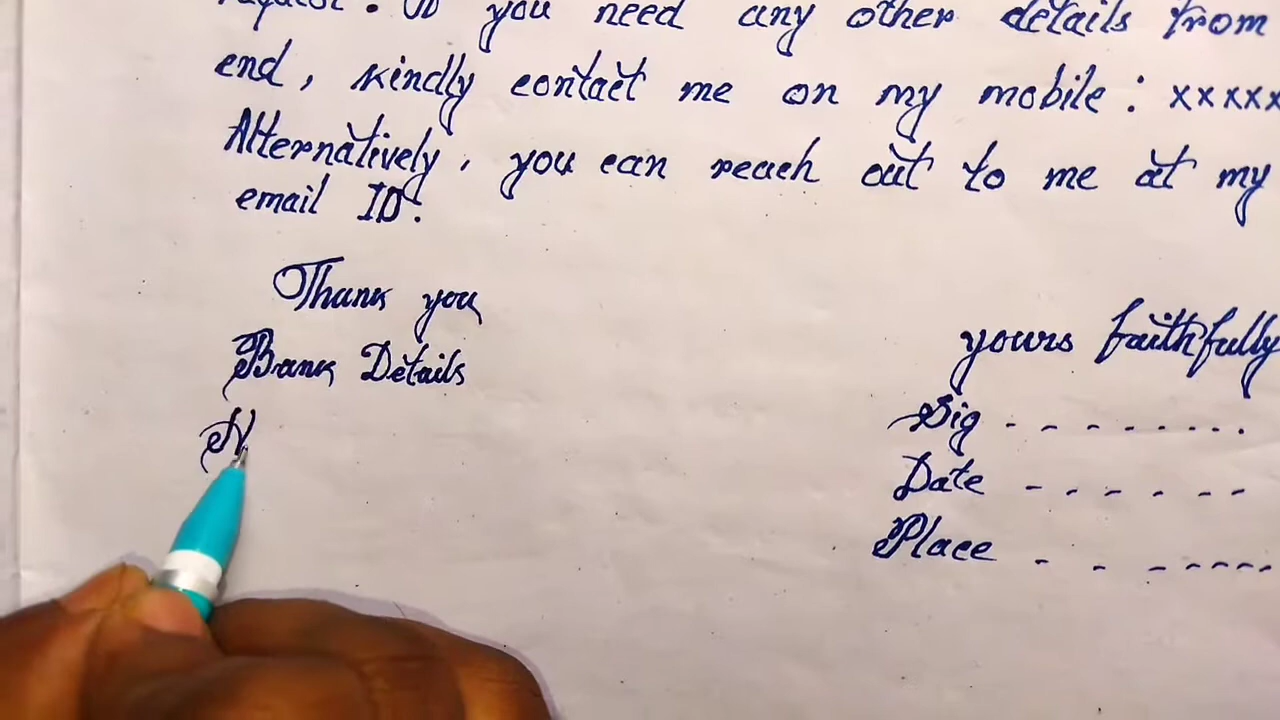 you need any other details from
end, kindly contact me on my mobile: xxxxx
Alternatively, you can reach out to me at my
email ID.
Thank you
yours faithfully
Bank Details
Sig - - - - - - - - .
N
Date - - - - - -
Place - - - - - - - -